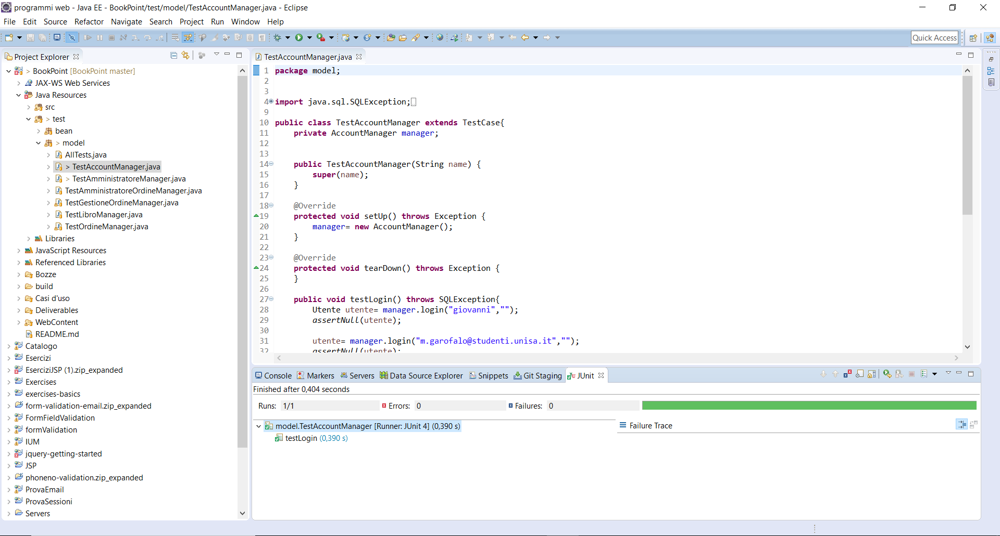 programmi web - Java EE - BookPoint/test/model/TestAccountManager.java - Eclipse
File Edit Source Refactor Navigate Search Project Run Window Help
Quick Access
Project Explorer
> BookPoint [BookPoint master]
JAX-WS Web Services
Java Resources
src
> test
bean
> model
AllTests.java
> TestAccountManager.java
> TestAmministratoreManager.java
TestAmministratoreOrdineManager.java
TestGestioneOrdineManager.java
TestLibroManager.java
TestOrdineManager.java
Libraries
JavaScript Resources
Referenced Libraries
Bozze
build
Casi d'uso
Deliverables
WebContent
README.md
Catalogo
Esercizi
EserciziJSP (1).zip_expanded
Exercises
exercises-basics
form-validation-email.zip_expanded
FormFieldValidation
formValidation
IUM
jquery-getting-started
JSP
phoneno-validation.zip_expanded
ProvaEmail
ProvaSessioni
Servers
TestAccountManager.java
1 package model;
2
3
4 import java.sql.SQLException;
9
10 public class TestAccountManager extends TestCase{
11 private AccountManager manager;
12
13
14 public TestAccountManager(String name) {
15 super(name);
16 }
17
18 @Override
19 protected void setUp() throws Exception {
20 manager= new AccountManager();
21 }
22
23 @Override
24 protected void tearDown() throws Exception {
25 }
26
27 public void testLogin() throws SQLException{
28 Utente utente= manager.login("giovanni","");
29 assertNull(utente);
30
31 utente= manager.login("m.garofalo@studenti.unisa.it","");
32 assertNull(utente);
Console Markers Servers Data Source Explorer Snippets Git Staging JUnit
Finished after 0,404 seconds
Runs: 1/1 Errors: 0 Failures: 0
model.TestAccountManager [Runner: JUnit 4] (0,390 s)
testLogin (0,390 s)
Failure Trace